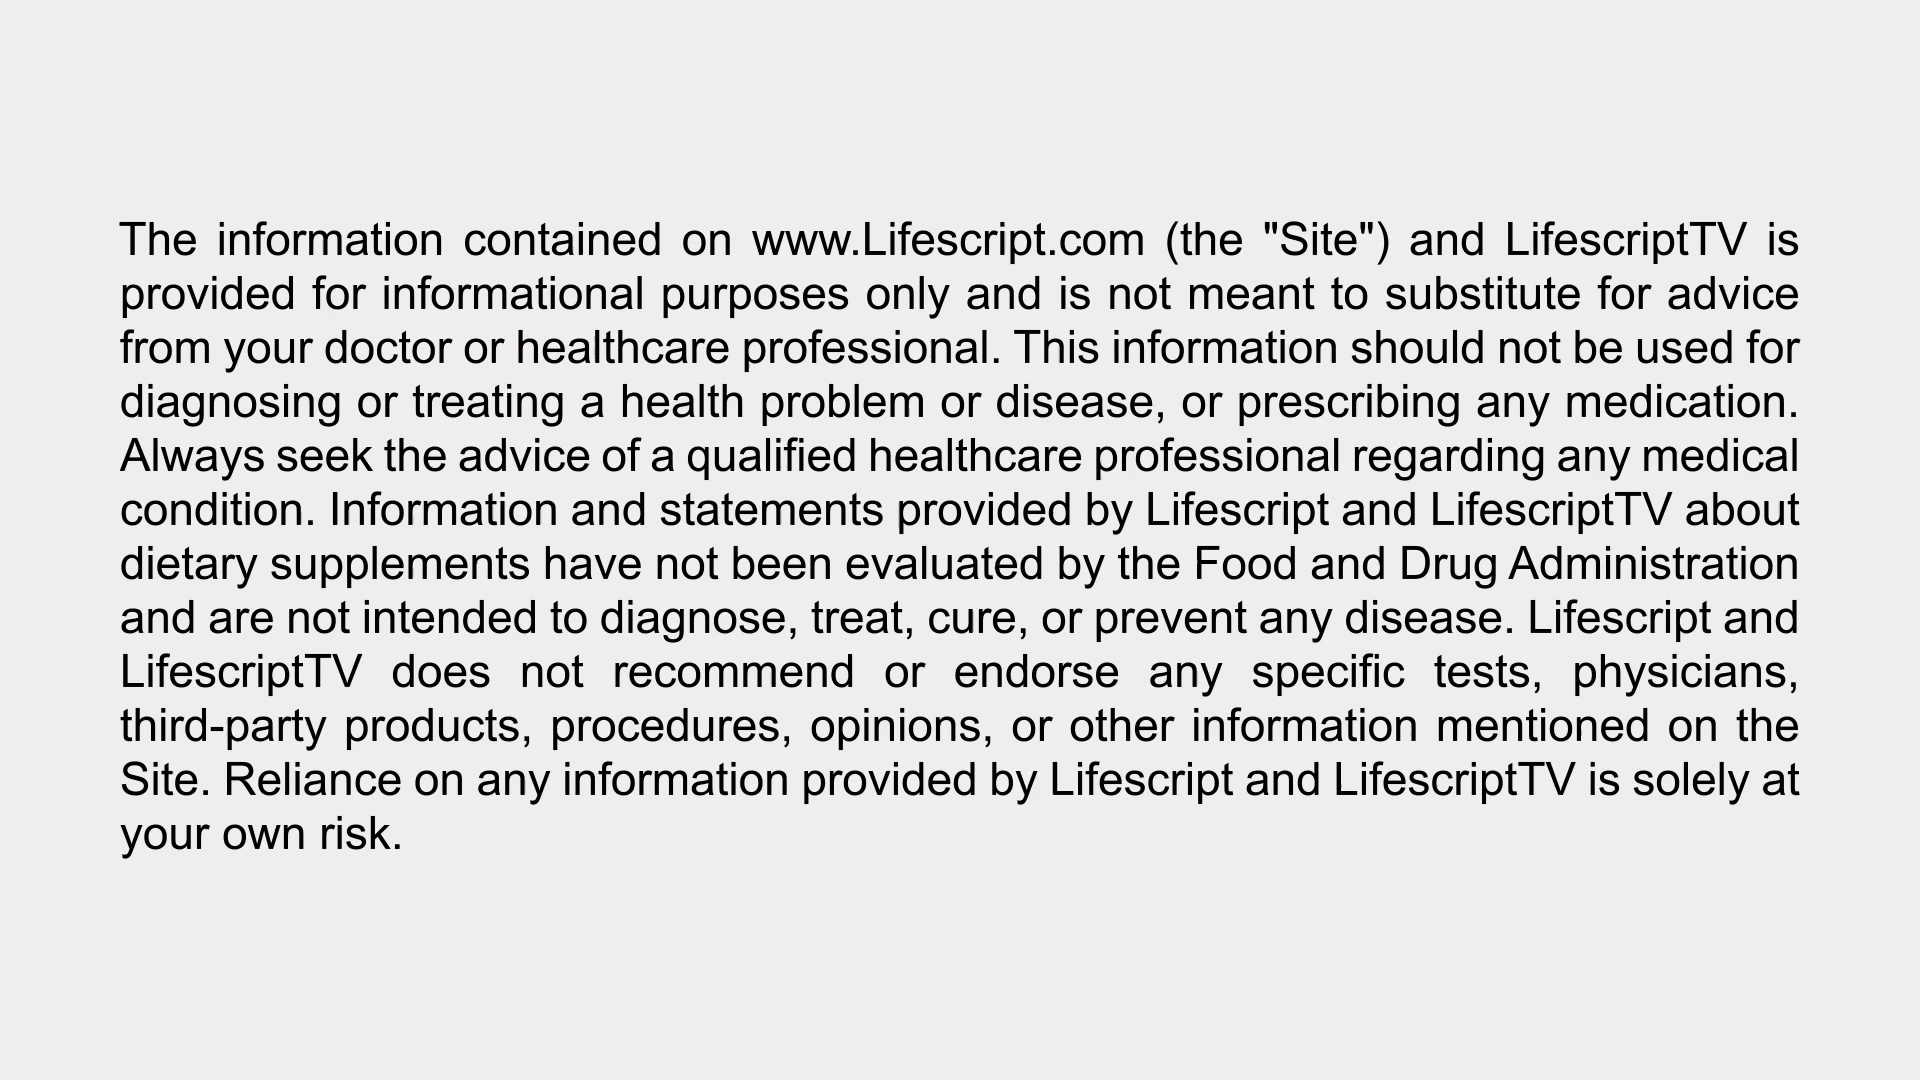 The information contained on www.Lifescript.com (the "Site") and LifescriptTV is
provided for informational purposes only and is not meant to substitute for advice
from your doctor or healthcare professional. This information should not be used for
diagnosing or treating a health problem or disease, or prescribing any medication.
Always seek the advice of a qualified healthcare professional regarding any medical
condition. Information and statements provided by Lifescript and LifescriptTV about
dietary supplements have not been evaluated by the Food and Drug Administration
and are not intended to diagnose, treat, cure, or prevent any disease. Lifescript and
LifescriptTV does not recommend or endorse any specific tests, physicians,
third-party products, procedures, opinions, or other information mentioned on the
Site. Reliance on any information provided by Lifescript and LifescriptTV is solely at
your own risk.